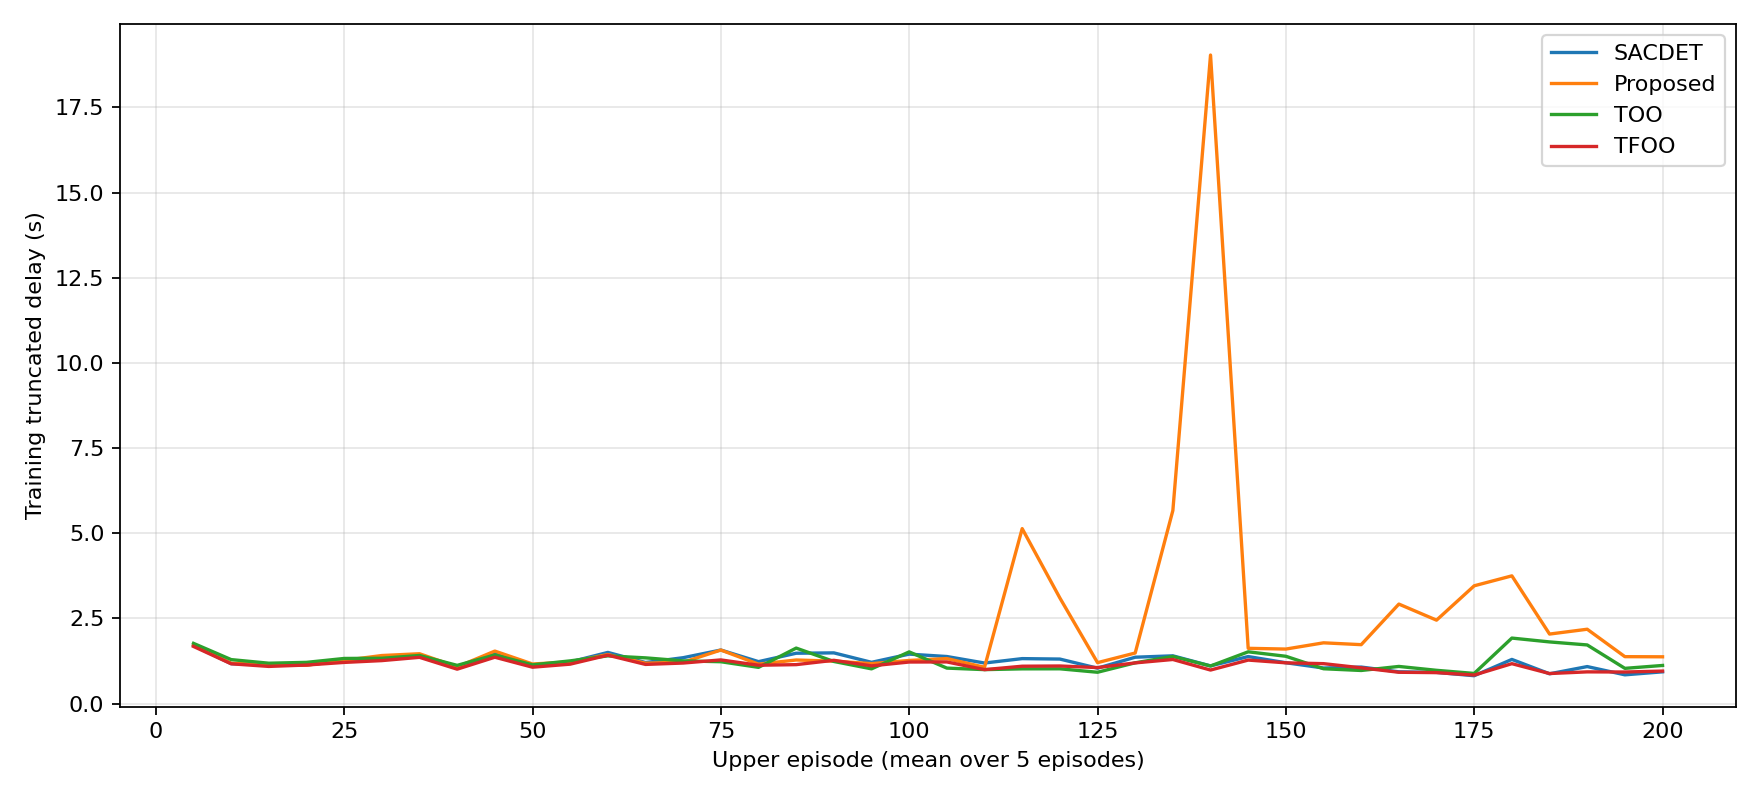 SACDET
Proposed
TOO
TFOO
Training truncated delay (s)
17.5
15.0
12.5
10.0
7.5
5.0
2.5
0.0
0 25 50 75 100 125 150 175 200
Upper episode (mean over 5 episodes)